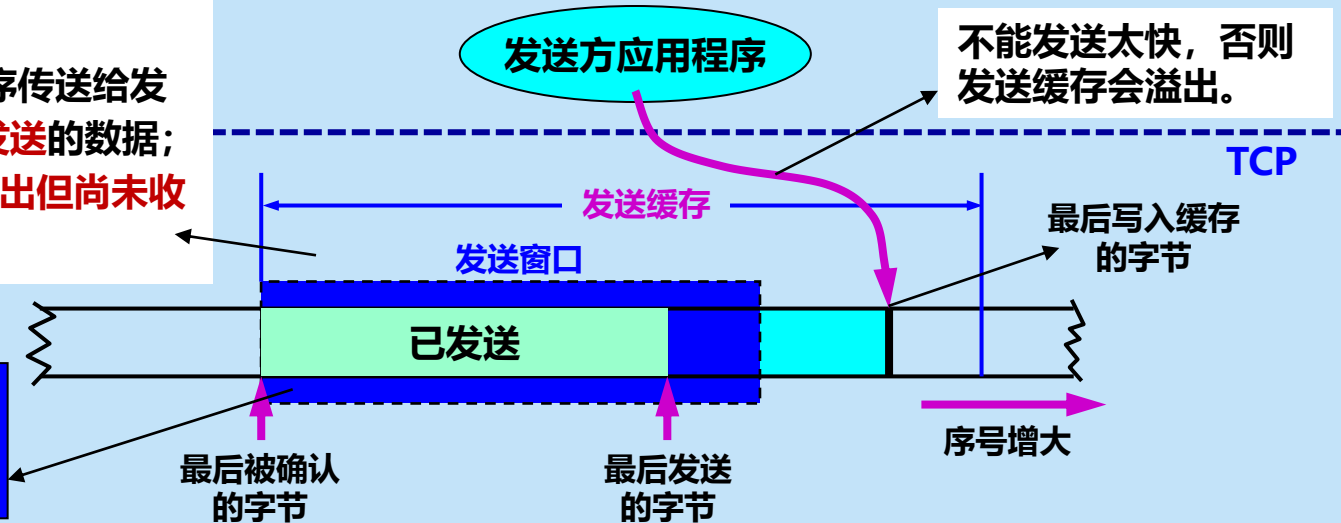 序传送给发
发送的数据；
出但尚未收
发送方应用程序
不能发送太快，否则
发送缓存会溢出。
TCP
发送缓存
最后写入缓存
的字节
发送窗口
已发送
序号增大
最后被确认
的字节
最后发送
的字节